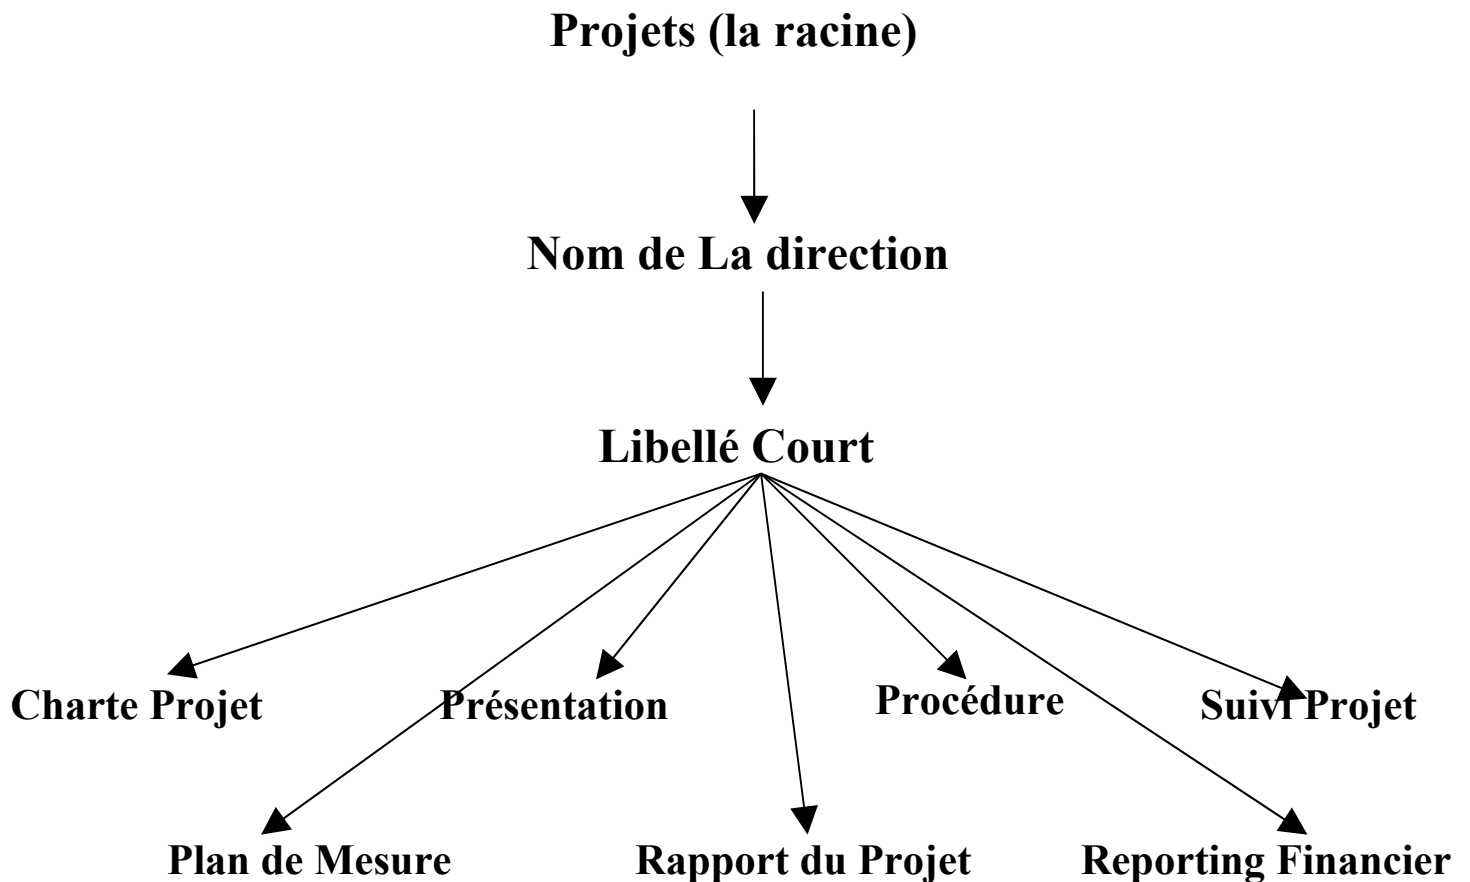 Projets (la racine)
Nom de La direction
Libellé Court
Charte Projet
Présentation
Procédure
Suivi Projet
Plan de Mesure
Rapport du Projet
Reporting Financier